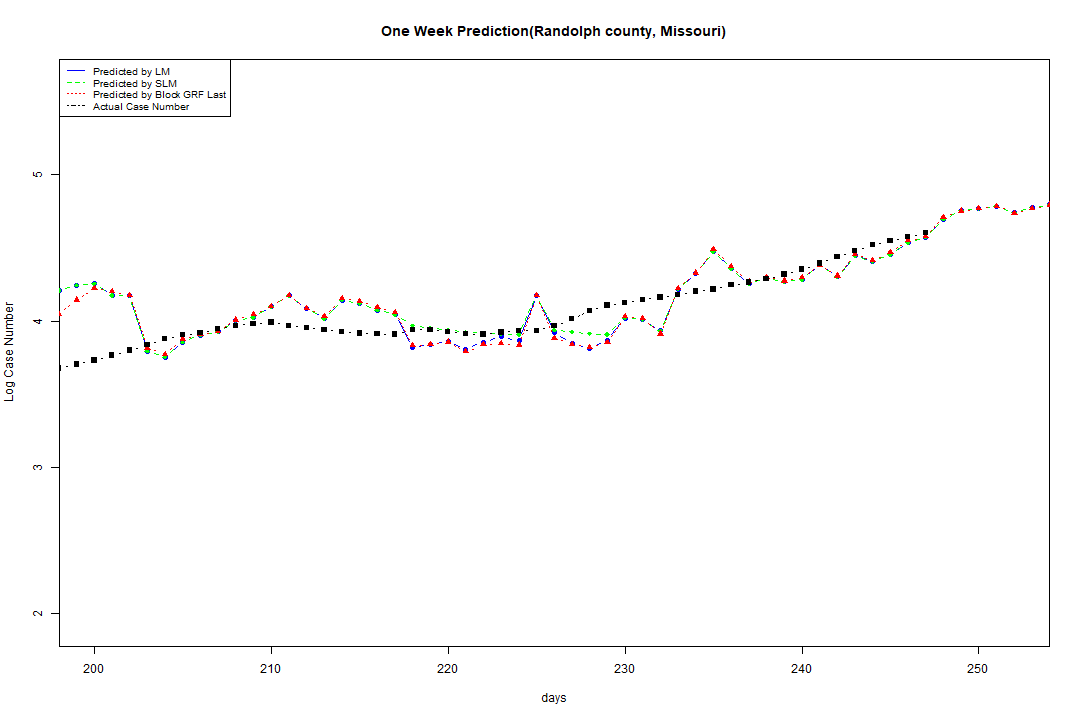 One Week Prediction(Randolph county, Missouri)
Predicted by LM
Predicted by SLM
Predicted by Block GRF Last
Actual Case Number
5
4
3
2
Log Case Number
200 210 220 230 240 250
days